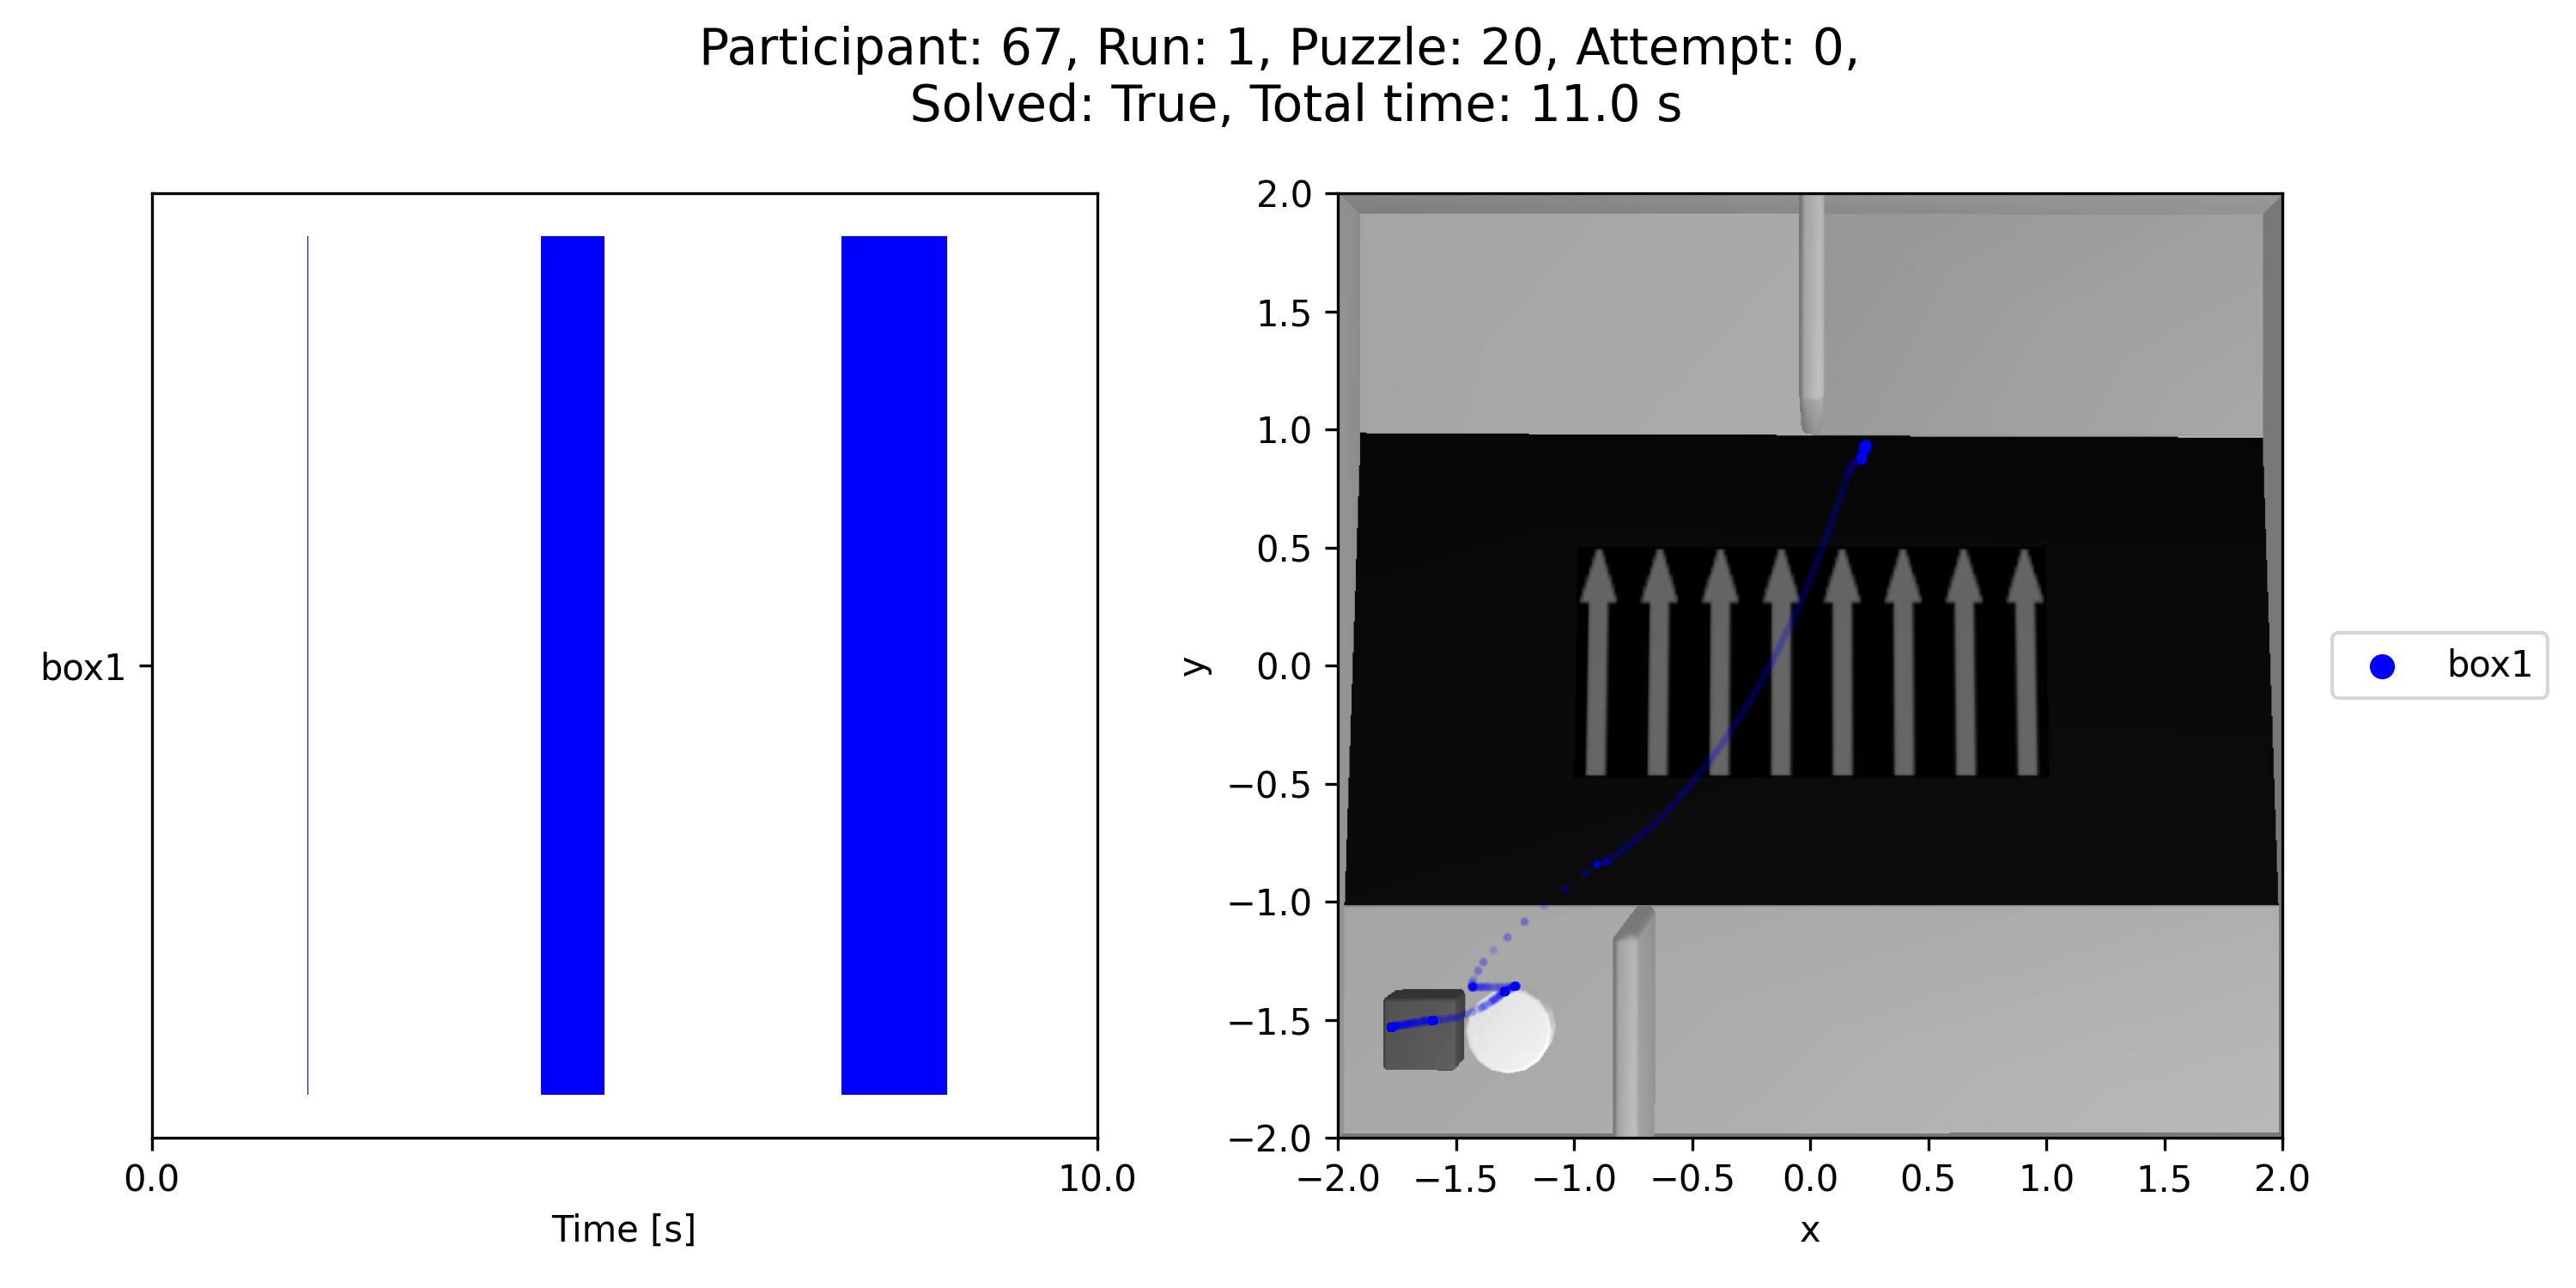 Participant: 67, Run: 1, Puzzle: 20, Attempt: 0,
Solved: True, Total time: 11.0 s
box1
0.0
10.0
Time [s]
y
2.0
1.5
1.0
0.5
0.0
−0.5
−1.0
−1.5
−2.0
−2.0 −1.5 −1.0 −0.5 0.0 0.5 1.0 1.5 2.0
x
box1